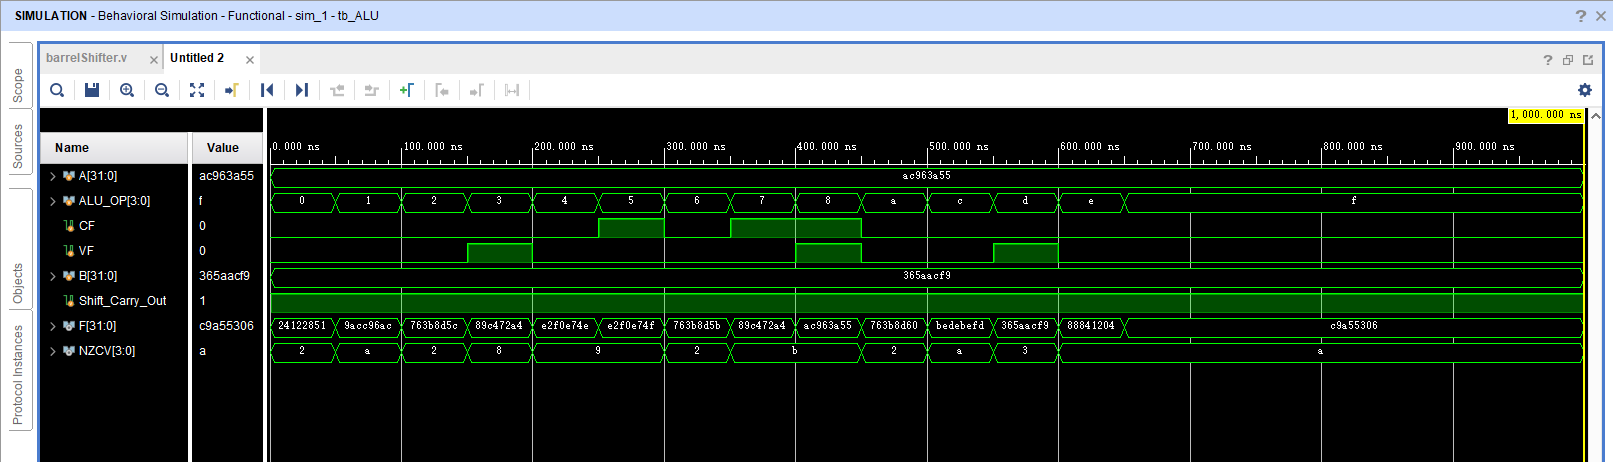 SIMULATION - Behavioral Simulation - Functional - sim_1 - tb_ALU
? ×
Scope
Sources
Objects
Protocol Instances
barrelShifter.v × Untitled 2 ×
?
1,000.000 ns
Name Value
0.000 ns 100.000 ns 200.000 ns 300.000 ns 400.000 ns 500.000 ns 600.000 ns 700.000 ns 800.000 ns 900.000 ns
A[31:0] ac963a55 ac963a55
ALU_OP[3:0] f 0 1 2 3 4 5 6 7 8 a c d e f
CF 0
VF 0
B[31:0] 365aacf9 365aacf9
Shift_Carry_Out 1
F[31:0] c9a55306 24122851 9acc96ac 763b8d5c 89c472a4 e2f0e74e e2f0e74f 763b8d5b 89c472a4 ac963a55 763b8d60 bedebefd 365aacf9 88841204 c9a55306
NZCV[3:0] a 2 a 2 8 9 2 b 2 a 3 a